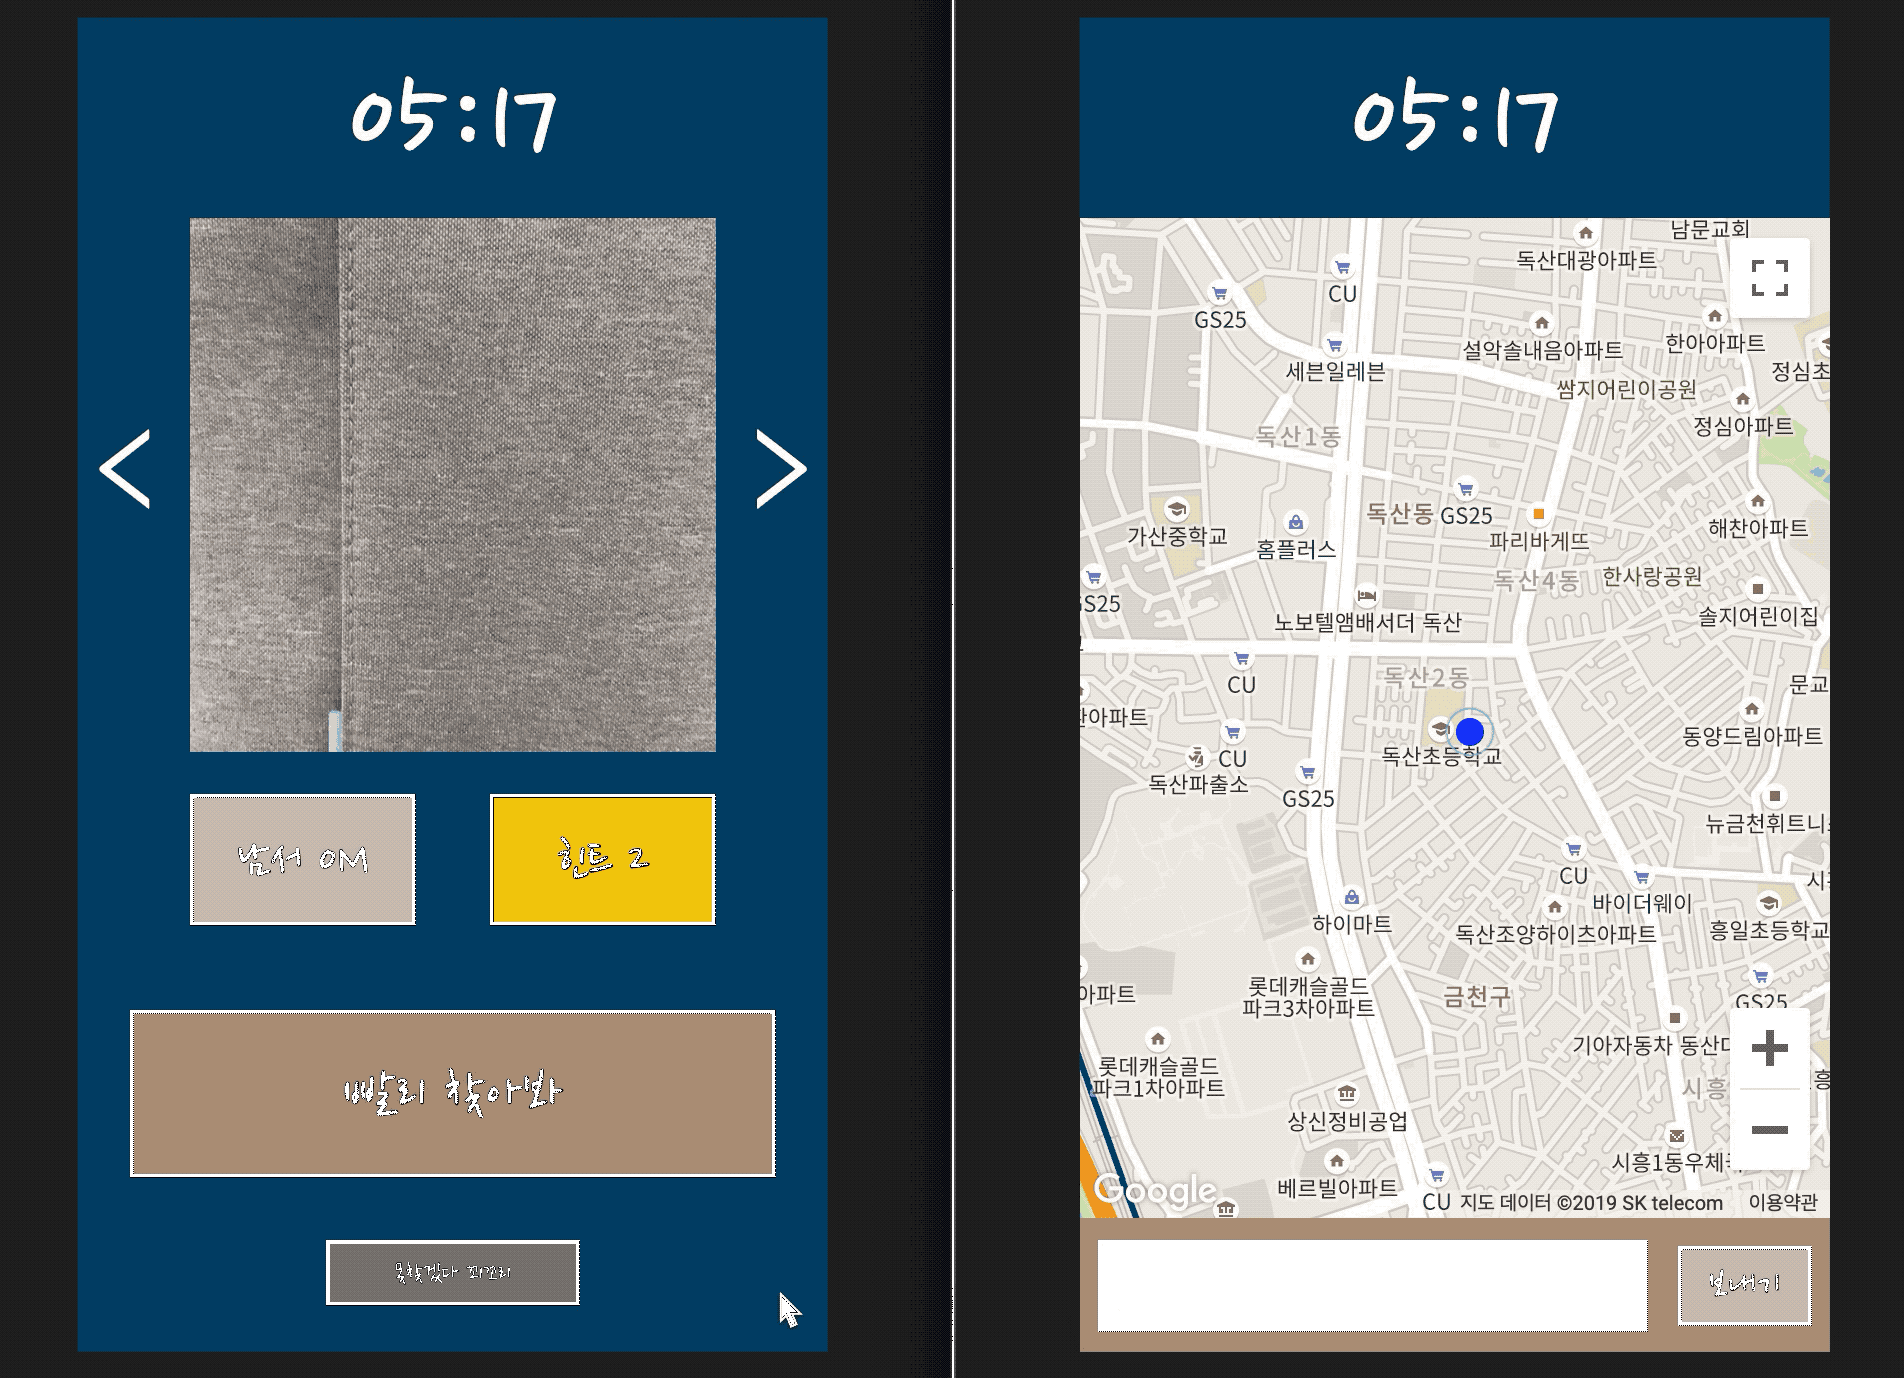 05:17
<
>
남서 0M
힌트 2
빨리 찾아봐
못찾겠다 꾀꼬리
05:17
남문교회
독산대광아파트
CU
GS25
설악솔내음아파트
한아아파트
세븐일레븐
정심초
쌈지어린이공원
정심아파트
독산1동
독산동
GS25
가산중학교
홈플러스
파리바게뜨
해찬아파트
독산4동
한사랑공원
GS25
노보텔앰배서더 독산
솔지어린이집
독산2동
CU
문교
아파트
독산초등학교
동양드림아파트
CU
독산파출소
GS25
뉴금천휘트니
CU
바이더웨이
하이마트
독산조양하이츠아파트
흥일초등학교
아파트
롯데캐슬골드
파크3차아파트
금천구
GS25
기아자동차 동산대
롯데캐슬골드
파크1차아파트
시흥
상신정비공업
시흥1동우체국
베르빌아파트
Google
CU
지도 데이터 ©2019 SK telecom
이용약관
보내기